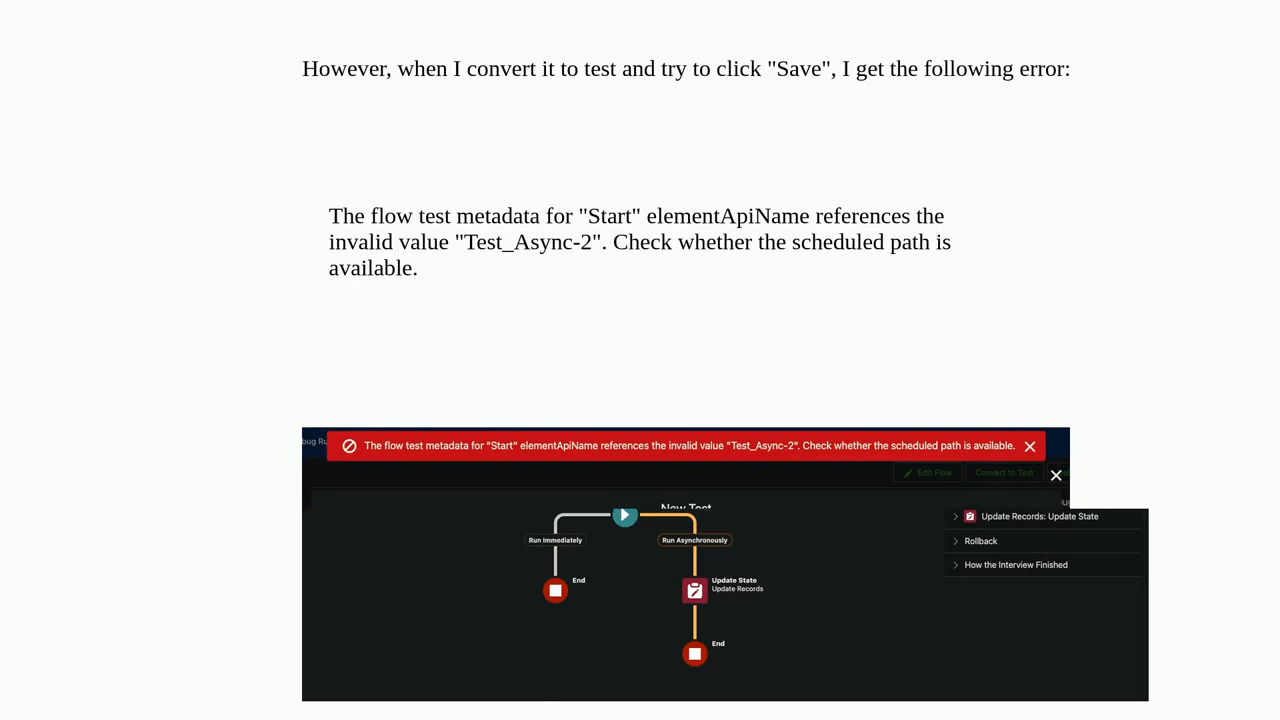 However, when I convert it to test and try to click "Save", I get the following error:
The flow test metadata for "Start" elementApiName references the
invalid value "Test_Async-2". Check whether the scheduled path is
available.
The flow test metadata for "Start" elementApiName references the invalid value "Test_Async-2". Check whether the scheduled path is available.
Edit Flow
Convert to Test
New Test
Update Records: Update State
Run Immediately
Run Asynchronously
Rollback
How the Interview Finished
End
Update State
Update Records
End